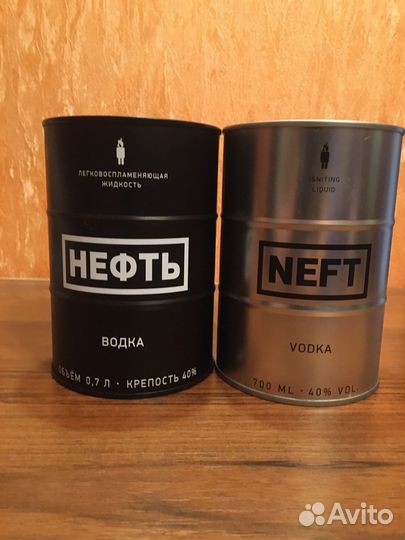 ЛЕГКОВОСПЛАМЕНЯЮЩАЯ
ЖИДКОСТЬ
НЕФТЬ
ВОДКА
ОБЪЁМ 0,7 Л · КРЕПОСТЬ 40%
IGNITING
LIQUID
NEFT
VODKA
700 ML · 40% VOL.
Avito